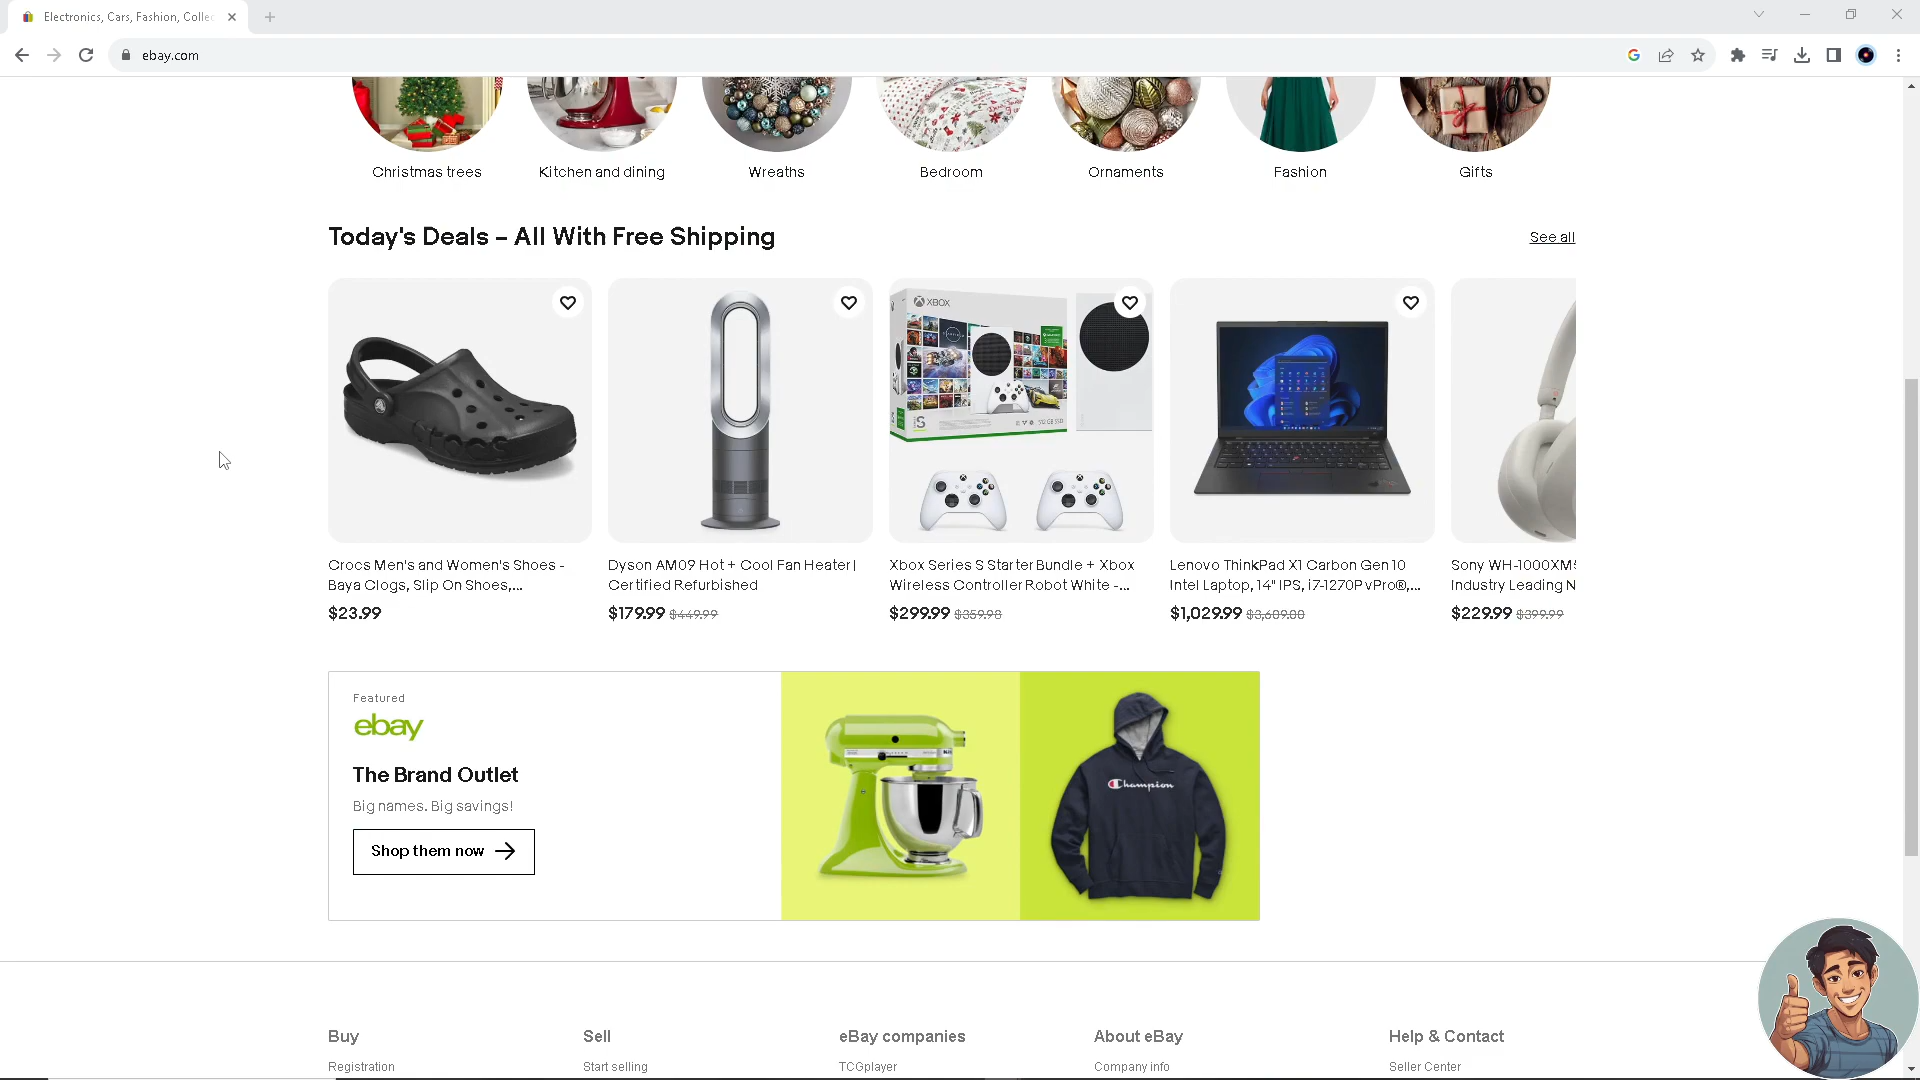 Electronics, Cars, Fashion, Collec
ebay.com
Christmas trees
Kitchen and dining
Wreaths
Bedroom
Ornaments
Fashion
Gifts
Today's Deals – All With Free Shipping
See all
XBOX
crocs
Crocs Men's and Women's Shoes -
Baya Clogs, Slip On Shoes,...
$23.99
Dyson AM09 Hot + Cool Fan Heater |
Certified Refurbished
$179.99 $449.99
Xbox Series S Starter Bundle + Xbox
Wireless Controller Robot White -...
$299.99 $359.98
Lenovo ThinkPad X1 Carbon Gen 10
Intel Laptop, 14" IPS, i7-1270P vPro®,...
$1,029.99 $3,609.00
Sony WH-1000XM5
Industry Leading N
$229.99 $399.99
Featured
ebay
The Brand Outlet
Big names. Big savings!
Shop them now
Champion
Buy
Sell
eBay companies
About eBay
Help & Contact
Registration
Start selling
TCGplayer
Company info
Seller Center